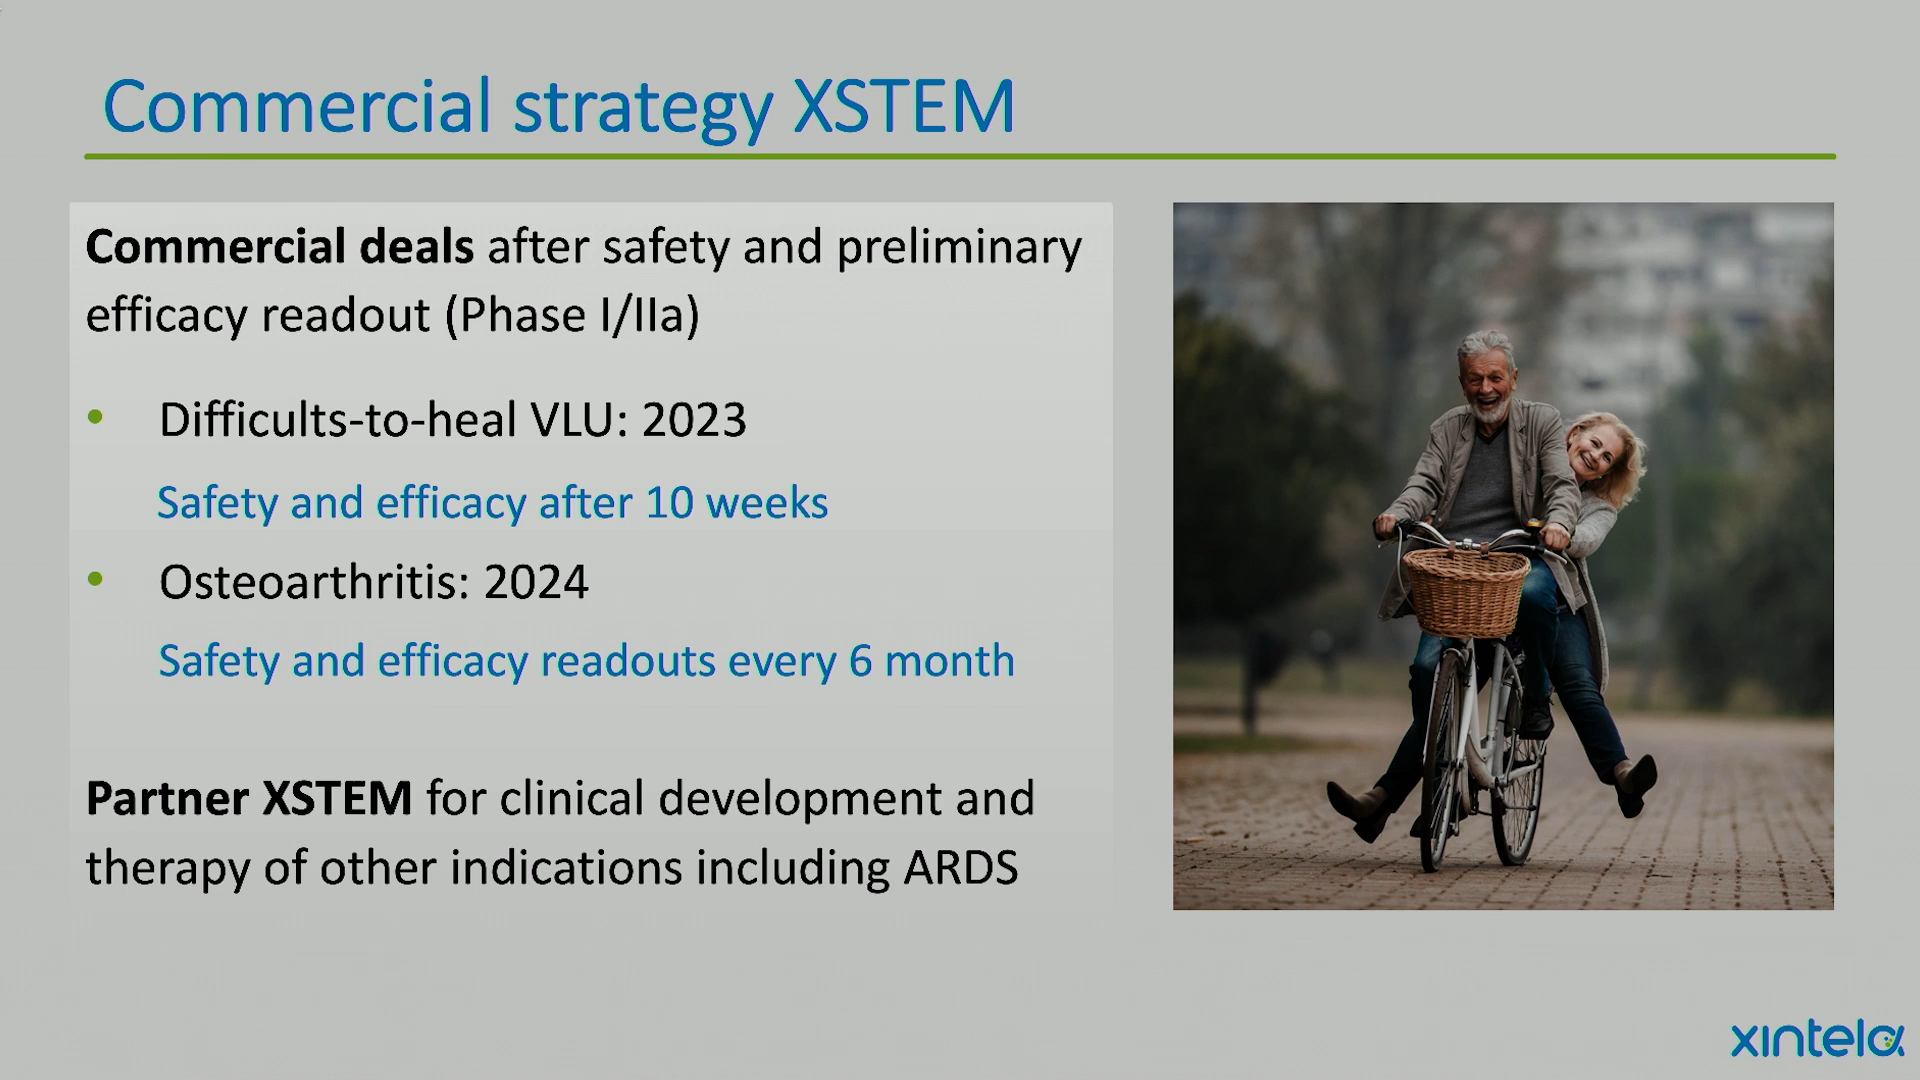 Commercial strategy XSTEM
Commercial deals after safety and preliminary
efficacy readout (Phase I/IIa)
• Difficults-to-heal VLU: 2023
Safety and efficacy after 10 weeks
• Osteoarthritis: 2024
Safety and efficacy readouts every 6 month
Partner XSTEM for clinical development and
therapy of other indications including ARDS
xintela